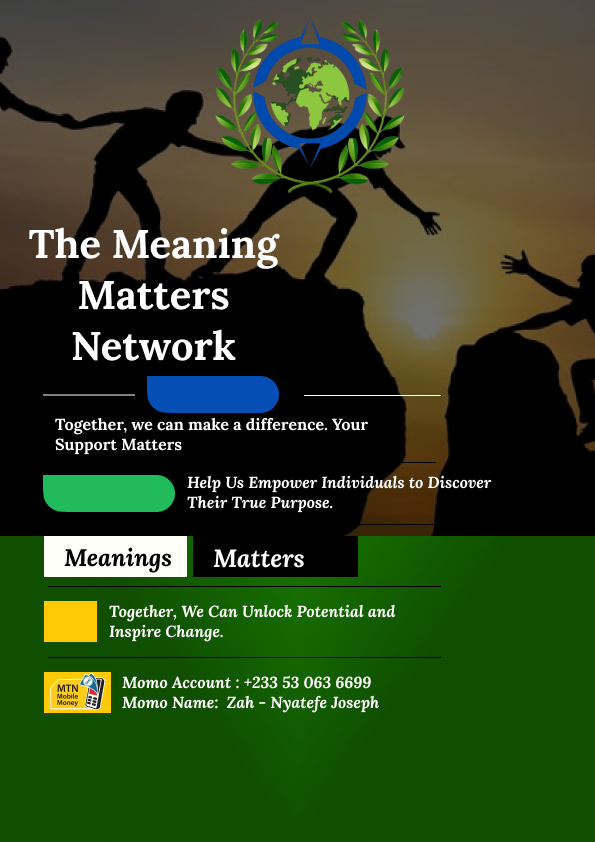 The Meaning
Matters
Network
Together, we can make a difference. Your
Support Matters
Help Us Empower Individuals to Discover
Their True Purpose.
Meanings Matters
Together, We Can Unlock Potential and
Inspire Change.
MTN
Mobile
Money
Momo Account : +233 53 063 6699
Momo Name: Zah - Nyatefe Joseph